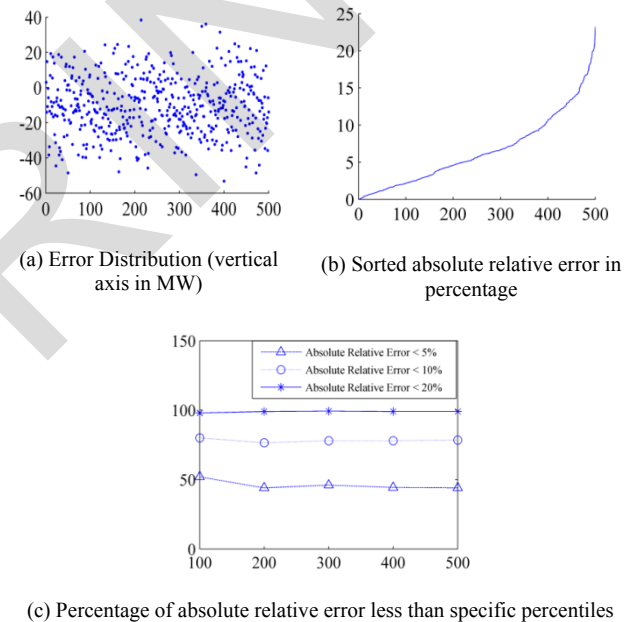 40
20
0
-20
-40
-60
0 100 200 300 400 500
25
20
15
10
5
0
0 100 200 300 400 500
(a) Error Distribution (vertical
axis in MW)
(b) Sorted absolute relative error in
percentage
150
100
50
0
Absolute Relative Error < 5%
Absolute Relative Error < 10%
Absolute Relative Error < 20%
100 200 300 400 500
(c) Percentage of absolute relative error less than specific percentiles